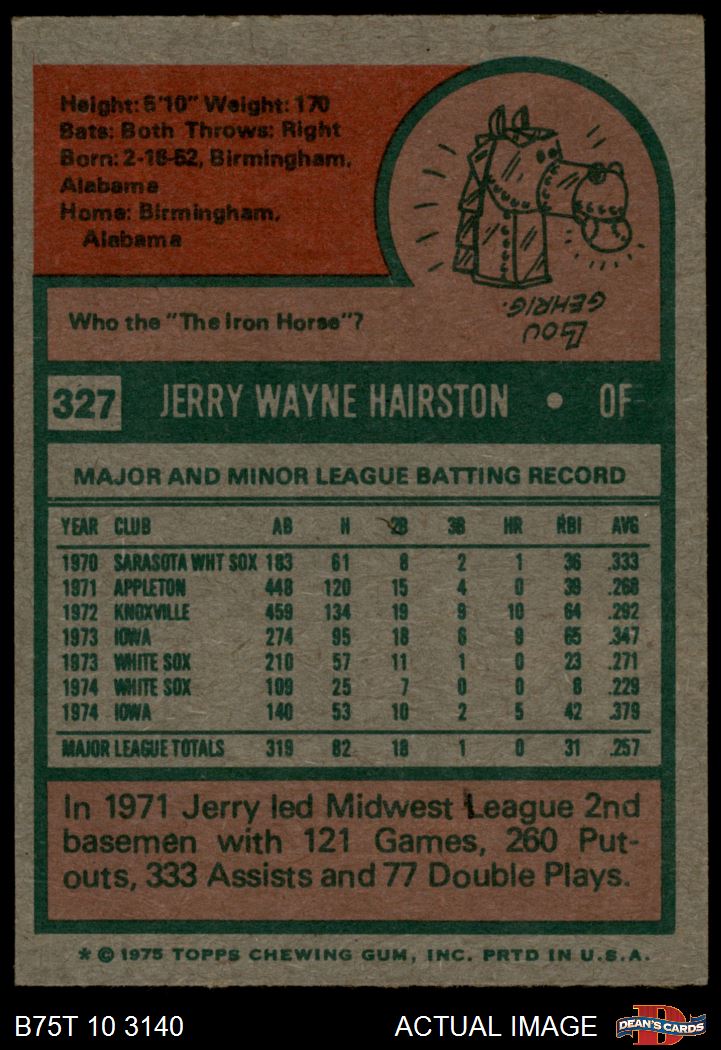 Height: 5'10" Weight: 170
Bats: Both Throws: Right
Born: 2-16-52, Birmingham,
Alabama
Home: Birmingham,
Alabama
Who the "The Iron Horse"?
LOU
GEHRIG.
327 JERRY WAYNE HAIRSTON • OF
MAJOR AND MINOR LEAGUE BATTING RECORD
YEAR CLUB AB H 2B 3B HR RBI AVG
1970 SARASOTA WHT SOX 183 61 8 2 1 36 .333
1971 APPLETON 448 120 15 4 0 39 .268
1972 KNOXVILLE 459 134 19 9 10 64 .292
1973 IOWA 274 95 18 6 9 65 .347
1973 WHITE SOX 210 57 11 1 0 23 .271
1974 WHITE SOX 109 25 7 0 0 8 .229
1974 IOWA 140 53 10 2 5 42 .379
MAJOR LEAGUE TOTALS 319 82 18 1 0 31 .257
In 1971 Jerry led Midwest League 2nd
basemen with 121 Games, 260 Put-
outs, 333 Assists and 77 Double Plays.
* © 1975 TOPPS CHEWING GUM, INC. PRTD IN U.S.A.
B75T 10 3140 ACTUAL IMAGE DEAN'S CARDS